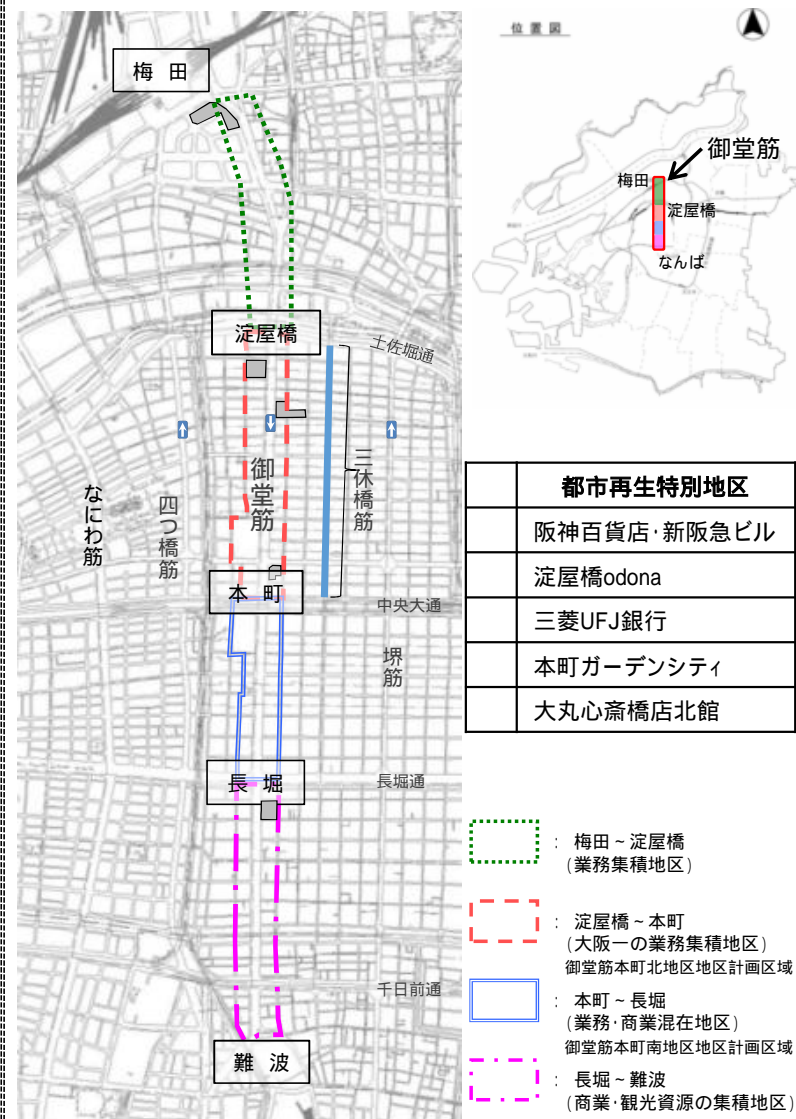 梅 田
淀屋橋
土佐堀通
御堂筋
三休橋筋
なにわ筋
四つ橋筋
本 町
中央大通
堺筋
長 堀
長堀通
千日前通
難 波
位 置 図
御堂筋
梅田
淀屋橋
なんば
都市再生特別地区
阪神百貨店・新阪急ビル
淀屋橋odona
三菱UFJ銀行
本町ガーデンシティ
大丸心斎橋店北館
: 梅田~淀屋橋
(業務集積地区)
: 淀屋橋~本町
(大阪一の業務集積地区)
御堂筋本町北地区地区計画区域
: 本町~長堀
(業務・商業混在地区)
御堂筋本町南地区地区計画区域
: 長堀~難波
(商業・観光資源の集積地区)